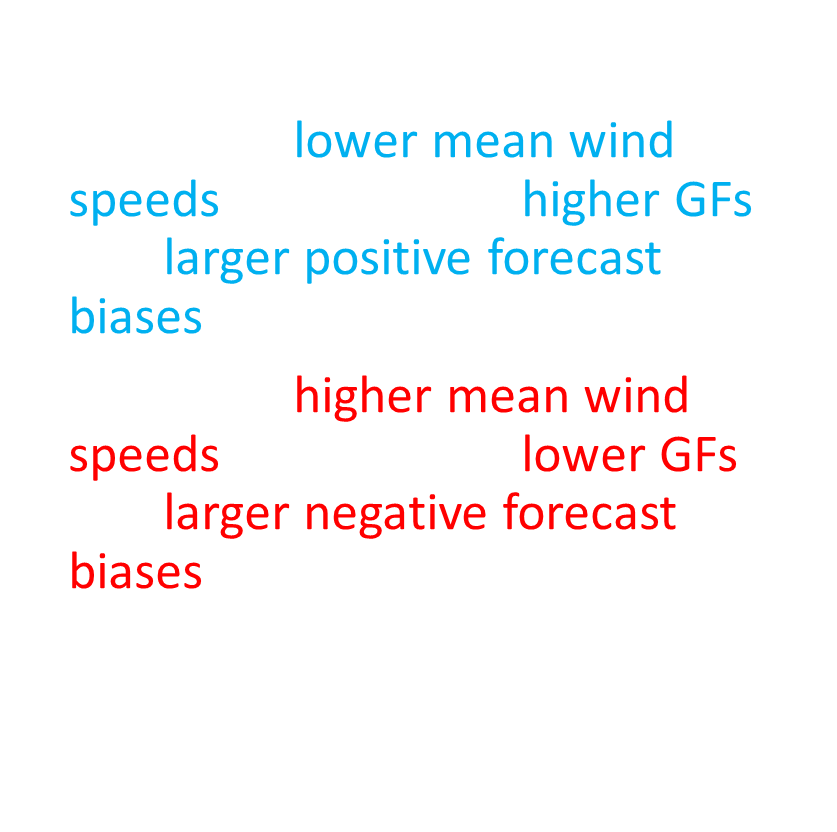 lower mean wind
speeds higher GFs
larger positive forecast
biases
higher mean wind
speeds lower GFs
larger negative forecast
biases